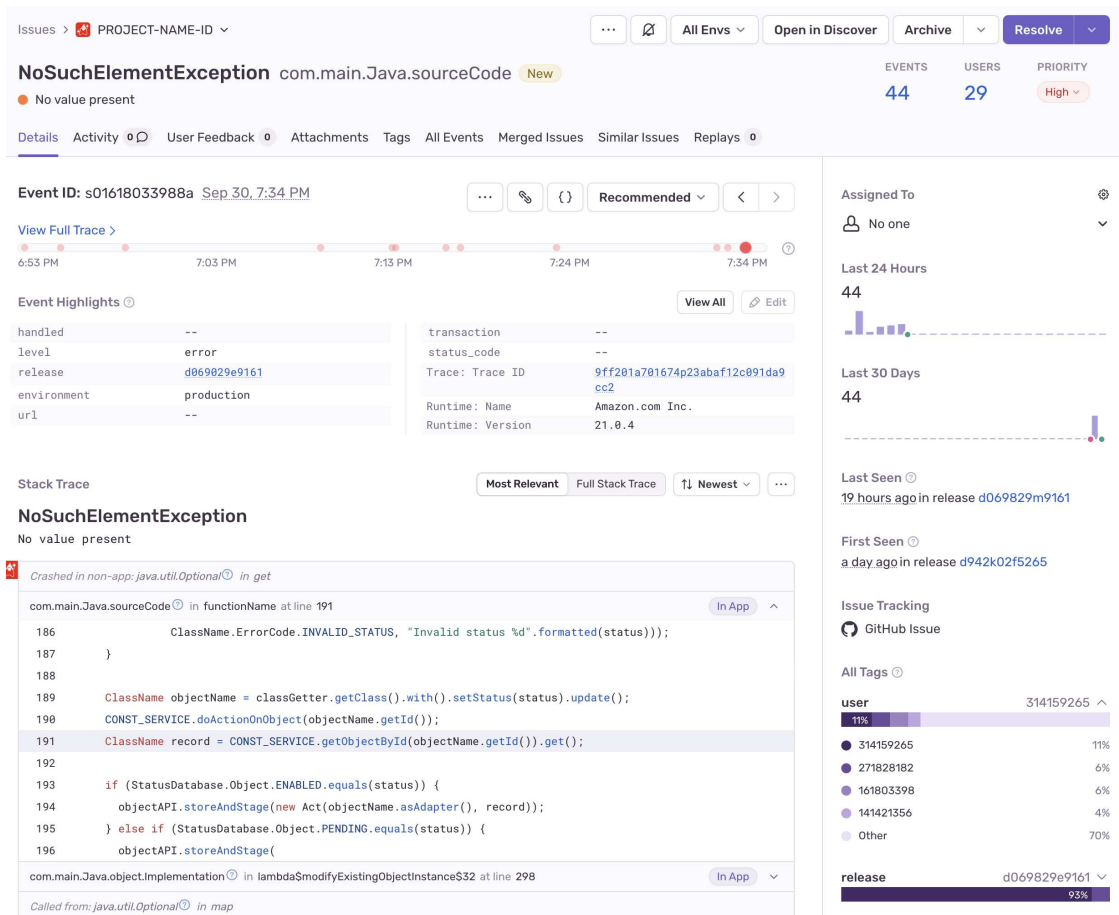 Issues > PROJECT-NAME-ID
All Envs
Open in Discover
Archive
Resolve
NoSuchElementException com.main.Java.sourceCode New
No value present
EVENTS USERS PRIORITY
44 29 High
Details Activity 0 User Feedback 0 Attachments Tags All Events Merged Issues Similar Issues Replays 0
Event ID: s01618033988a Sep 30, 7:34 PM
Recommended
View Full Trace >
6:53 PM 7:03 PM 7:13 PM 7:24 PM 7:34 PM
Event Highlights
View All Edit
handled --
level error
release d069029e9161
environment production
url --
transaction --
status_code --
Trace: Trace ID 9ff201a701674p23abaf12c091da9
cc2
Runtime: Name Amazon.com Inc.
Runtime: Version 21.0.4
Stack Trace
Most Relevant Full Stack Trace Newest
NoSuchElementException
No value present
Crashed in non-app: java.util.Optional in get
com.main.Java.sourceCode in functionName at line 191 In App
186 ClassName.ErrorCode.INVALID_STATUS, "Invalid status %d".formatted(status)));
187 }
188
189 ClassName objectName = classGetter.getClass().with().setStatus(status).update();
190 CONST_SERVICE.doActionOnObject(objectName.getId());
191 ClassName record = CONST_SERVICE.getObjectById(objectName.getId()).get();
192
193 if (StatusDatabase.Object.ENABLED.equals(status)) {
194 objectAPI.storeAndStage(new Act(objectName.asAdapter(), record));
195 } else if (StatusDatabase.Object.PENDING.equals(status)) {
196 objectAPI.storeAndStage(
com.main.Java.object.Implementation in lambda$modifyExistingObjectInstance$32 at line 298 In App
Called from: java.util.Optional in map
Assigned To
No one
Last 24 Hours
44
Last 30 Days
44
Last Seen
19 hours ago in release d069829m9161
First Seen
a day ago in release d942k02f5265
Issue Tracking
GitHub Issue
All Tags
user 314159265
11%
314159265 11%
271828182 6%
161803398 6%
141421356 4%
Other 70%
release d069829e9161
93%